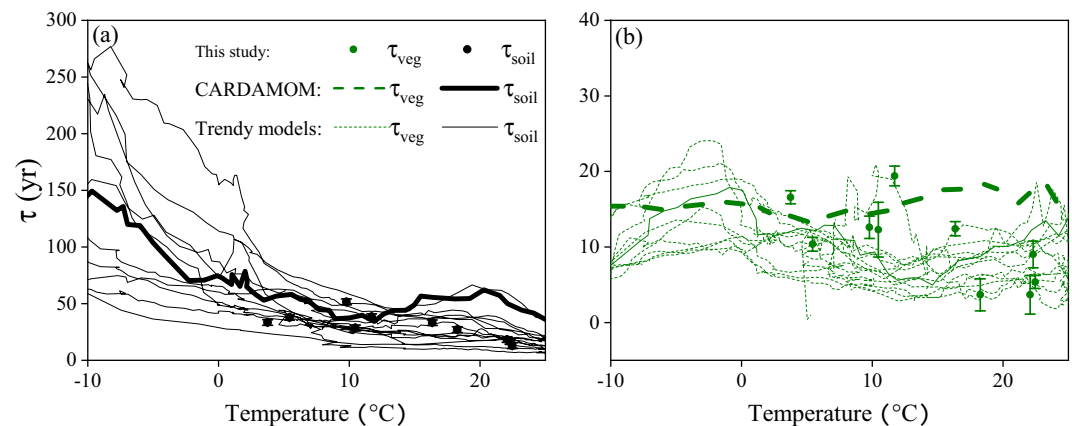 (a)
This study: τveg τsoil
CARDAMOM: τveg τsoil
Trendy models: τveg τsoil
τ (yr)
300
250
200
150
100
50
0
-10 0 10 20
Temperature (°C)
(b)
40
30
20
10
0
-10 0 10 20
Temperature (°C)